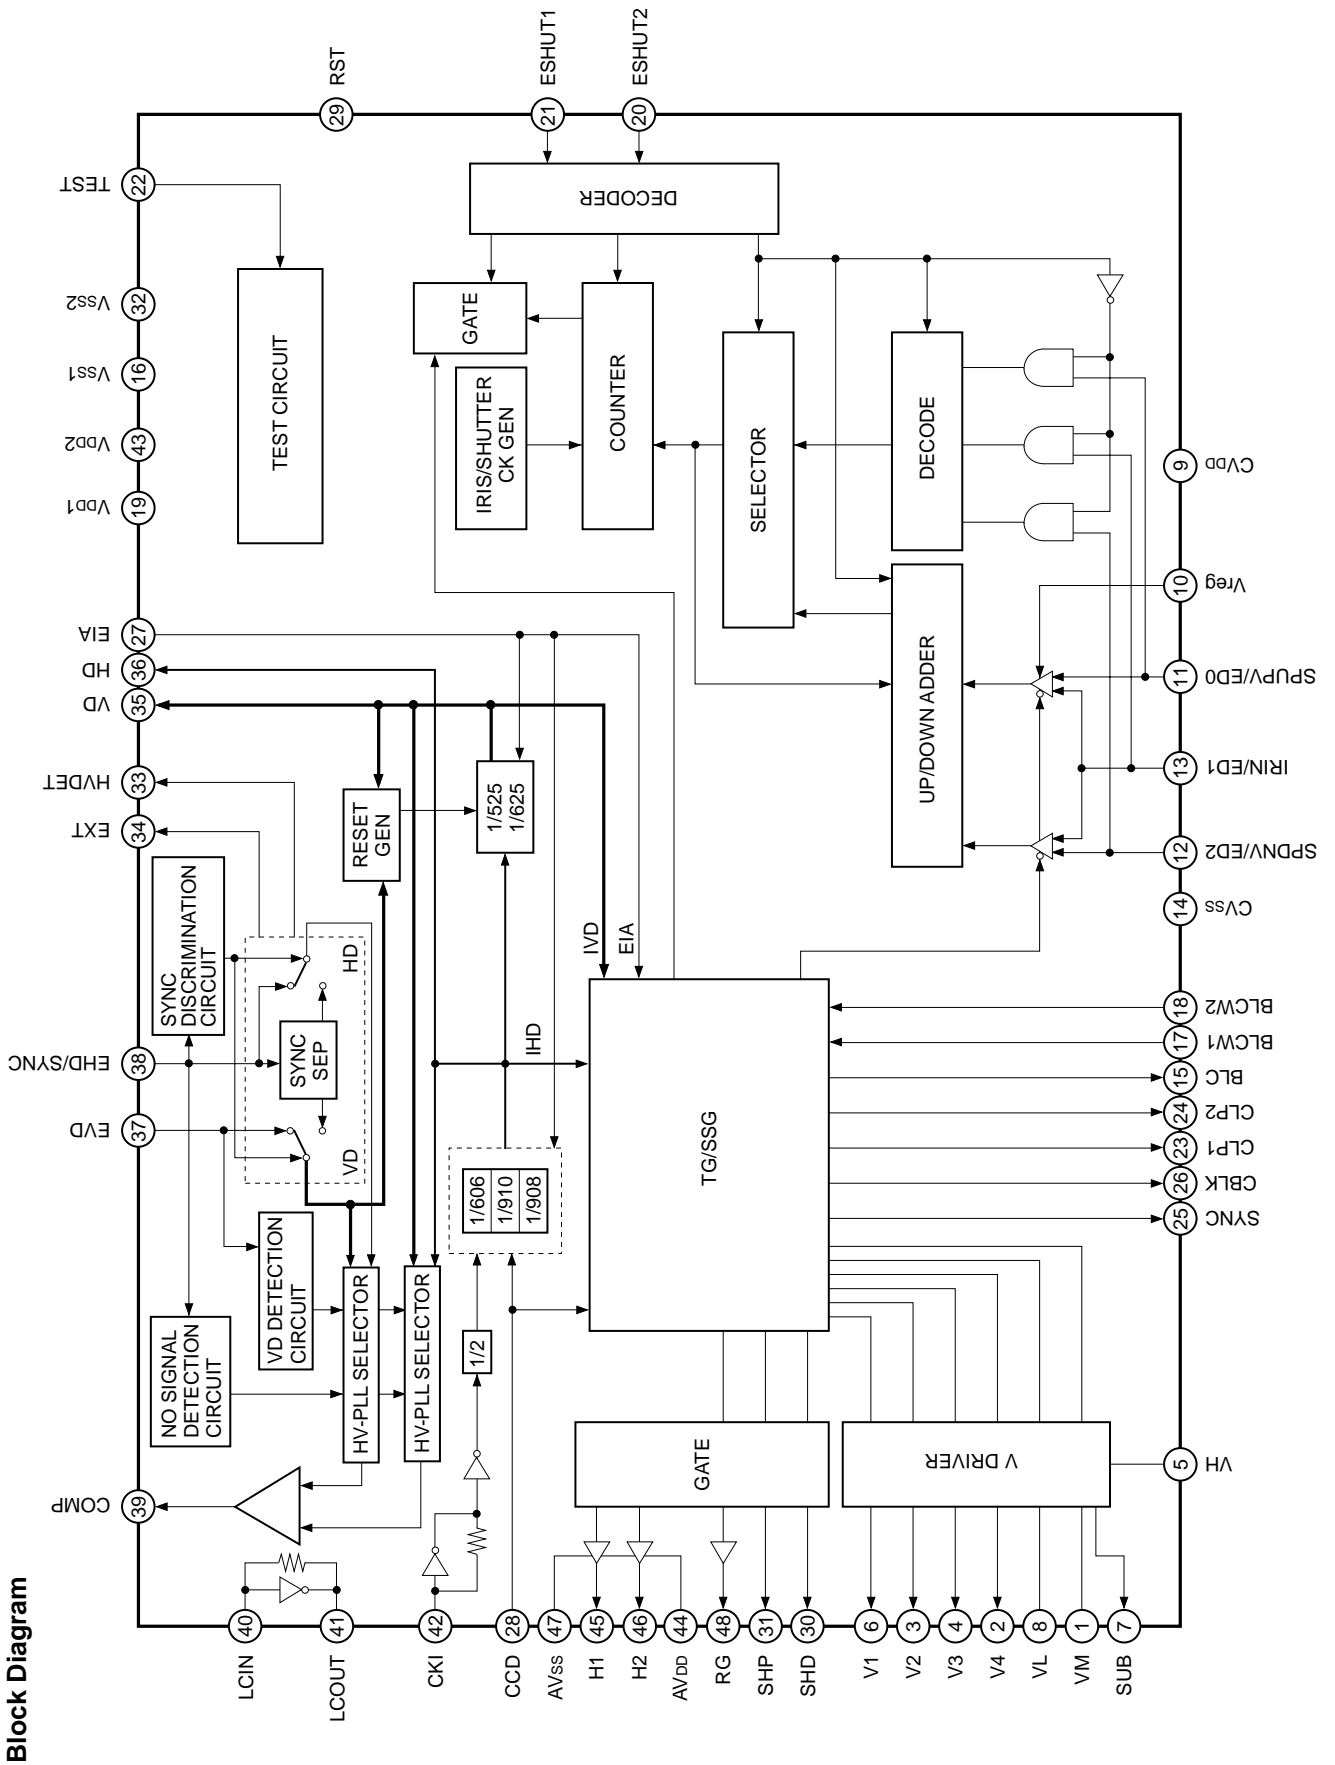 Block Diagram
LCIN
40
LCOUT
41
CKI
42
CCD
28
AVSS
47
H1
45
H2
46
AVDD
44
RG
48
SHP
31
SHD
30
V1
6
V2
3
V3
4
V4
2
VL
8
VM
1
SUB
7
COMP
39
EVD
37
EHD/SYNC
38
EXT
34
HVDET
33
VD
35
HD
36
EIA
27
VDD1
19
VDD2
43
VSS1
16
VSS2
32
TEST
22
RST
29
ESHUT1
21
ESHUT2
20
CVDD
9
Vreg
10
SPUPV/ED0
11
IRIN/ED1
13
SPDNV/ED2
12
CVSS
14
BLCW2
18
BLCW1
17
BLC
15
CLP2
24
CLP1
23
CBLK
26
SYNC
25
VH
5
NO SIGNAL
DETECTION
CIRCUIT
VD DETECTION
CIRCUIT
HV-PLL SELECTOR
HV-PLL SELECTOR
1/2
1/606
1/910
1/908
SYNC
DISCRIMINATION
CIRCUIT
SYNC
SEP
VD
HD
RESET
GEN
1/525
1/625
IHD
IVD
EIA
TG/SSG
GATE
V DRIVER
TEST CIRCUIT
GATE
IRIS/SHUTTER
CK GEN
COUNTER
DECODER
SELECTOR
DECODE
UP/DOWN ADDER